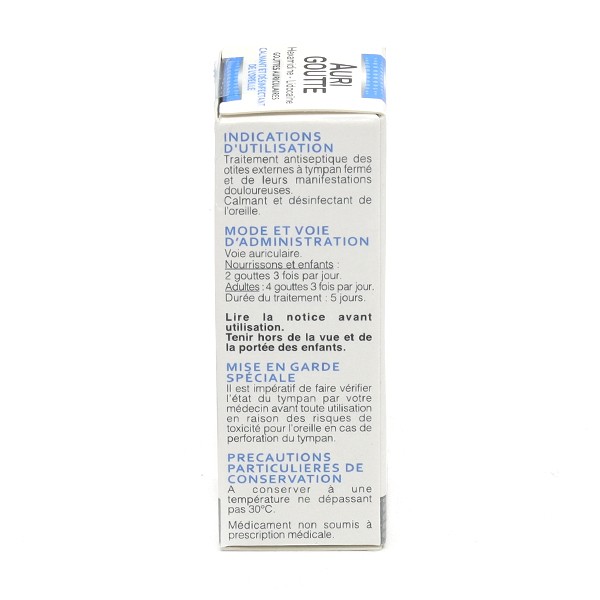 AURI
GOUTTE
Hexamidine - Lidocaïne
GOUTTES AURICULAIRES
CALMANT ET DESINFECTANT
DE L'OREILLE
INDICATIONS
D'UTILISATION
Traitement antiseptique des
otites externes à tympan fermé
et de leurs manifestations
douloureuses.
Calmant et désinfectant de
l'oreille.
MODE ET VOIE
D'ADMINISTRATION
Voie auriculaire.
Nourrissons et enfants :
2 gouttes 3 fois par jour.
Adultes : 4 gouttes 3 fois par jour.
Durée du traitement : 5 jours.
Lire la notice avant
utilisation.
Tenir hors de la vue et de
la portée des enfants.
MISE EN GARDE
SPÉCIALE
Il est impératif de faire vérifier
l'état du tympan par votre
médecin avant toute utilisation
en raison des risques de
toxicité pour l'oreille en cas de
perforation du tympan.
PRECAUTIONS
PARTICULIERES DE
CONSERVATION
A conserver à une
température ne dépassant
pas 30°C.
Médicament non soumis à
prescription médicale.